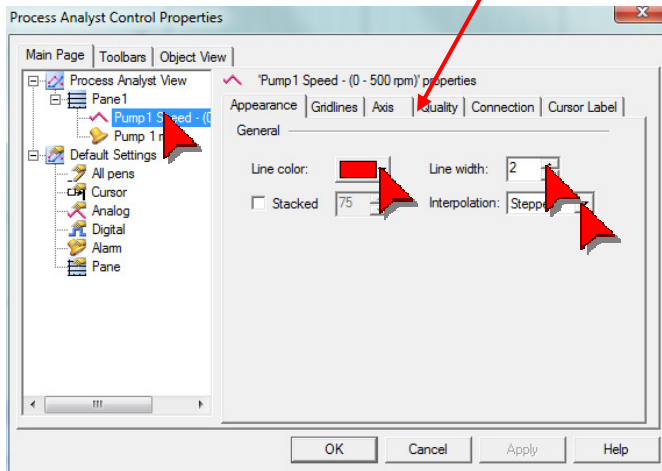 Process Analyst Control Properties
Main Page Toolbars Object View
Process Analyst View
Pane1
Pump1 Speed - (0
Pump 1
Default Settings
All pens
Cursor
Analog
Digital
Alarm
Pane
'Pump1 Speed - (0 - 500 rpm)' properties
Appearance Gridlines Axis Quality Connection Cursor Label
General
Line color: Line width: 2
Stacked 75 Interpolation: Stepped
OK Cancel Apply Help